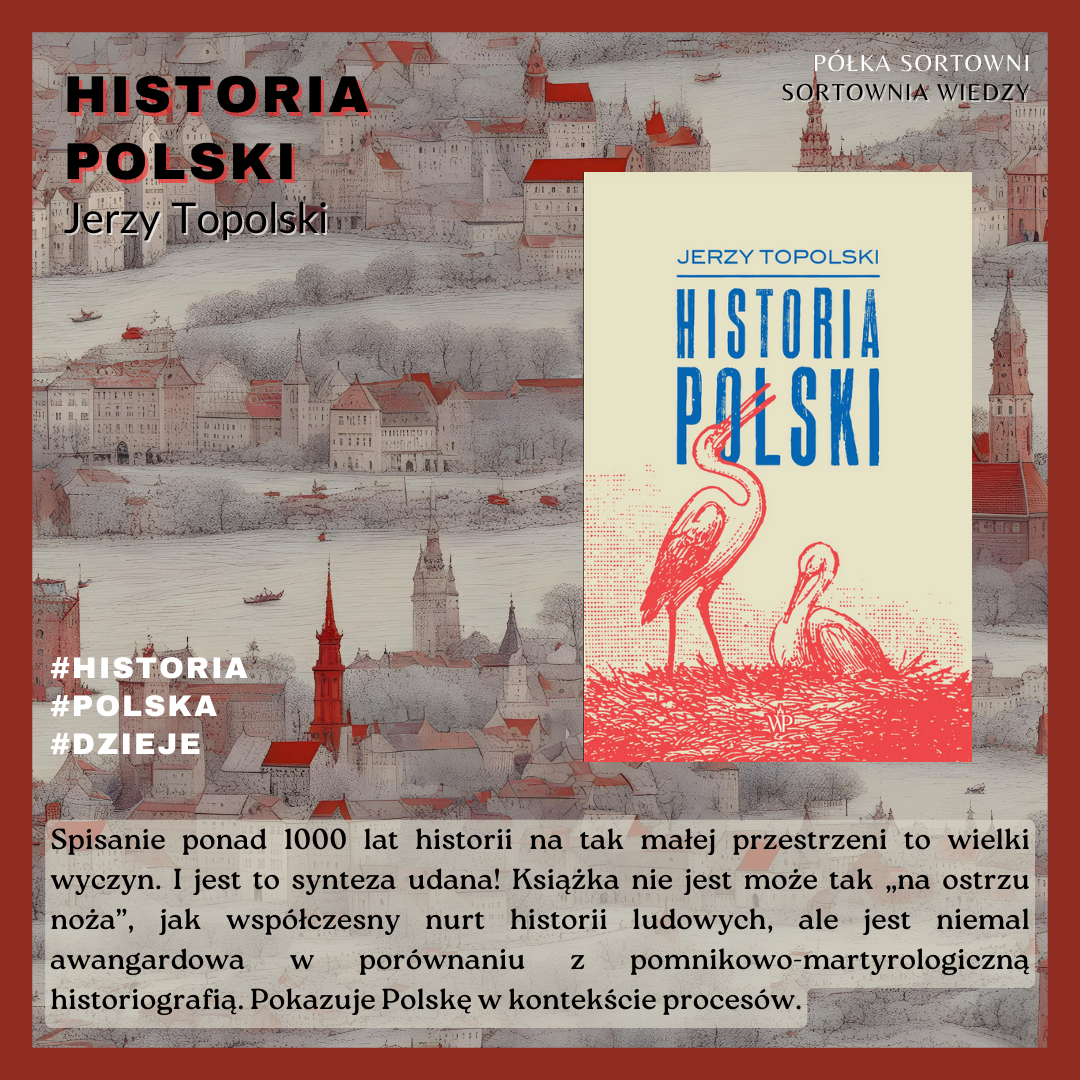 HISTORIA
POLSKI
Jerzy Topolski
PÓŁKA SORTOWNI
SORTOWNIA WIEDZY
JERZY TOPOLSKI
HISTORIA
POLSKI
WP
#HISTORIA
#POLSKA
#DZIEJE
Spisanie ponad 1000 lat historii na tak małej przestrzeni to wielki
wyczyn. I jest to synteza udana! Książka nie jest może tak „na ostrzu
noża”, jak współczesny nurt historii ludowych, ale jest niemal
awangardowa w porównaniu z pomnikowo-martyrologiczną
historiografią. Pokazuje Polskę w kontekście procesów.